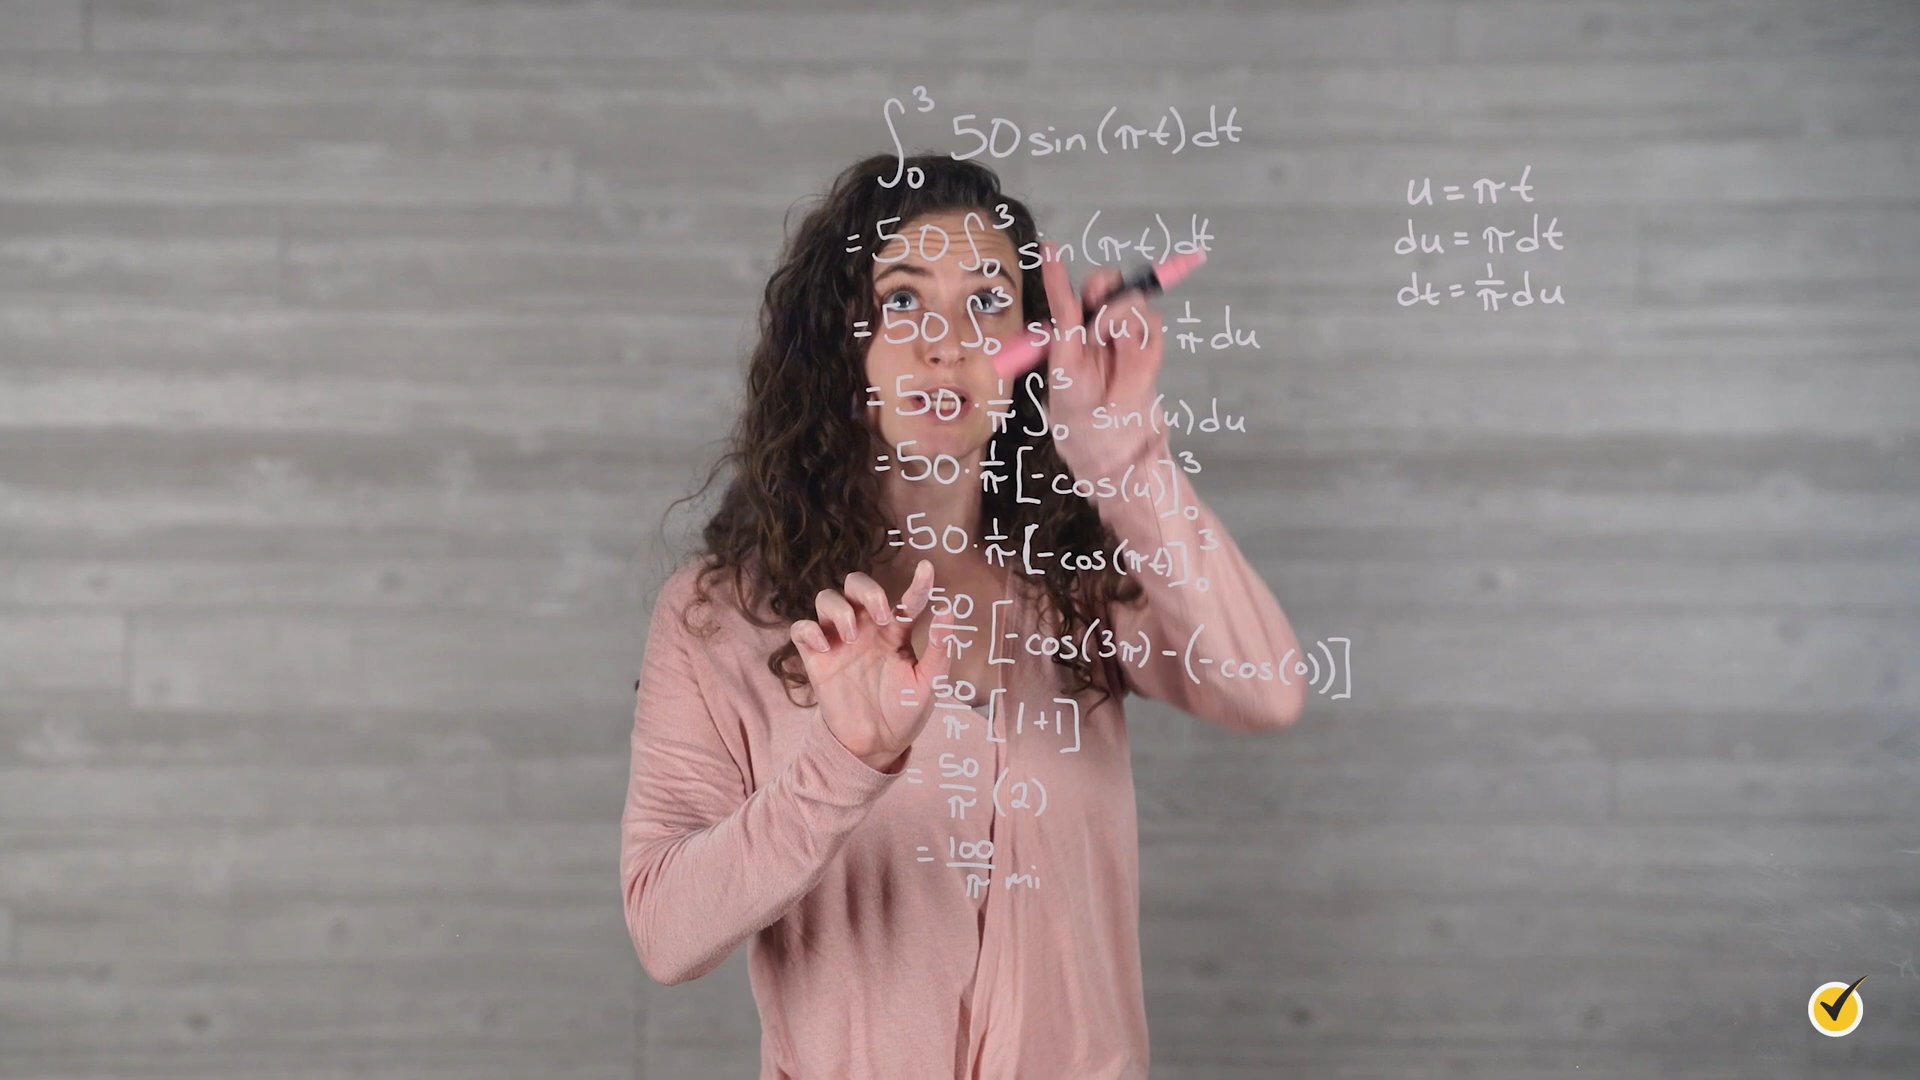 ∫₀³ 50 sin(πt) dt
= 50 ∫₀³ sin(πt) dt
= 50 ∫₀³ sin(u) · 1/π du
= 50 · 1/π ∫₀³ sin(u) du
= 50 · 1/π [-cos(u)]₀³
= 50 · 1/π [-cos(πt)]₀³
= 50/π [-cos(3π) - (-cos(0))]
= 50/π [1+1]
= 50/π (2)
= 100/π mi
u = πt
du = π dt
dt = 1/π du